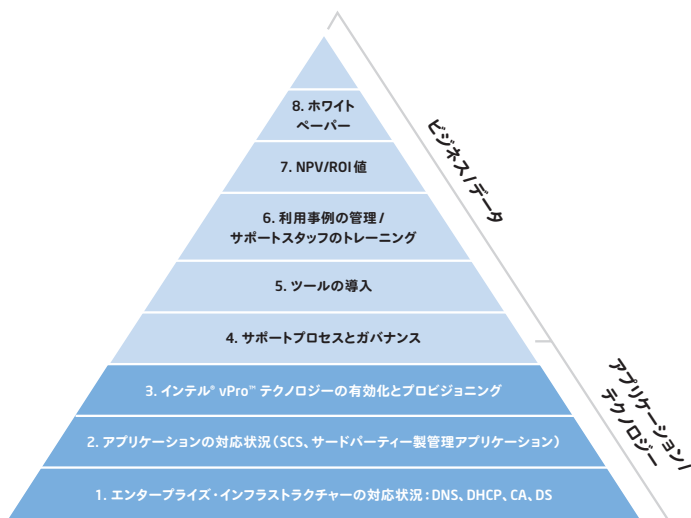 8. ホワイト
ペーパー
7. NPV/ROI 値
6. 利用事例の管理/
サポートスタッフのトレーニング
5. ツールの導入
4. サポートプロセスとガバナンス
3. インテル® vPro™ テクノロジーの有効化とプロビジョニング
2. アプリケーションの対応状況(SCS、サードパーティー製管理アプリケーション)
1. エンタープライズ・インフラストラクチャーの対応状況:DNS、DHCP、CA、DS
ビジネス/データ
アプリケーション/
テクノロジー